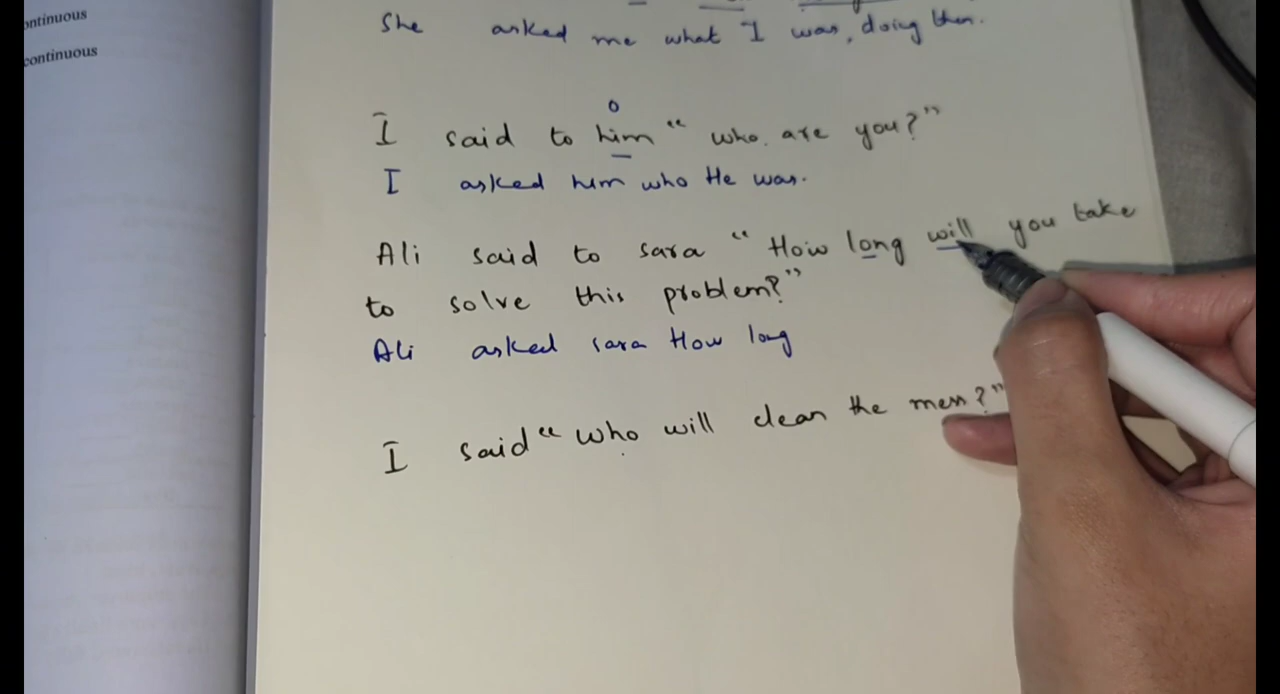 ontinuous
continuous
She asked me what I was, doing then.
o
I said to him “ who are you?”
I asked him who He was.
Ali said to sara “ How long will you take
to solve this problem?”
Ali asked sara How long
I said “ who will clean the mess?”